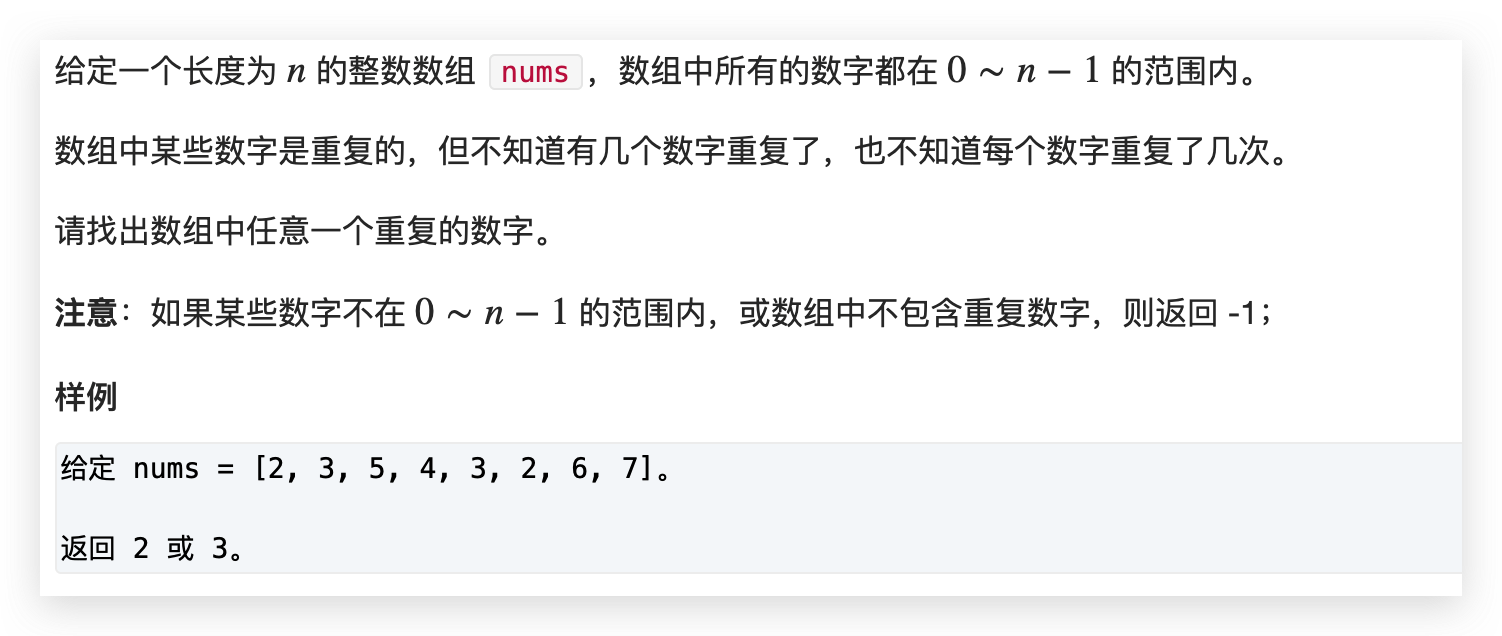 给定一个长度为 n 的整数数组 nums，数组中所有的数字都在 0 ∼ n − 1 的范围内。
数组中某些数字是重复的，但不知道有几个数字重复了，也不知道每个数字重复了几次。
请找出数组中任意一个重复的数字。
注意：如果某些数字不在 0 ∼ n − 1 的范围内，或数组中不包含重复数字，则返回 -1；
样例
给定 nums = [2, 3, 5, 4, 3, 2, 6, 7]。
返回 2 或 3。